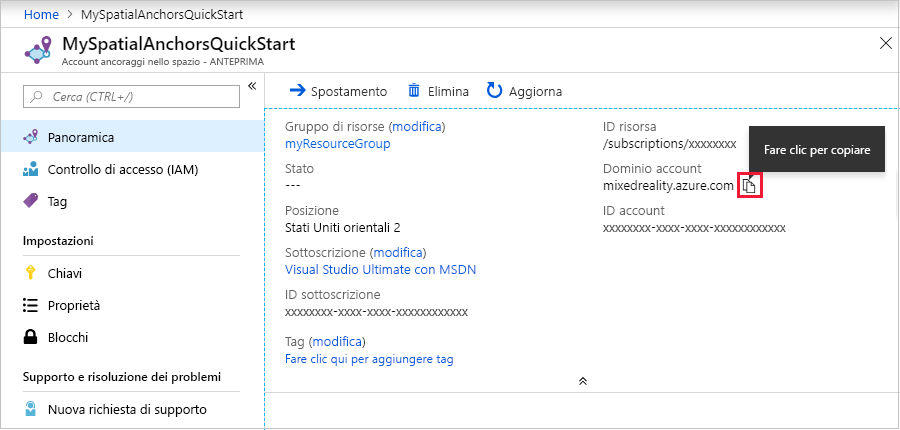 Home > MySpatialAnchorsQuickStart
MySpatialAnchorsQuickStart
Account ancoraggi nello spazio - ANTEPRIMA
Cerca (CTRL+/)
Panoramica
Controllo di accesso (IAM)
Tag
Impostazioni
Chiavi
Proprietà
Blocchi
Supporto e risoluzione dei problemi
Nuova richiesta di supporto
Spostamento
Elimina
Aggiorna
Gruppo di risorse (modifica)
myResourceGroup
Stato
---
Posizione
Stati Uniti orientali 2
Sottoscrizione (modifica)
Visual Studio Ultimate con MSDN
ID sottoscrizione
xxxxxxxx-xxxx-xxxx-xxxxxxxxxxxx
Tag (modifica)
Fare clic qui per aggiungere tag
ID risorsa
/subscriptions/xxxxxxxx
Fare clic per copiare
Dominio account
mixedreality.azure.com
ID account
xxxxxxxx-xxxx-xxxx-xxxxxxxxxxxx